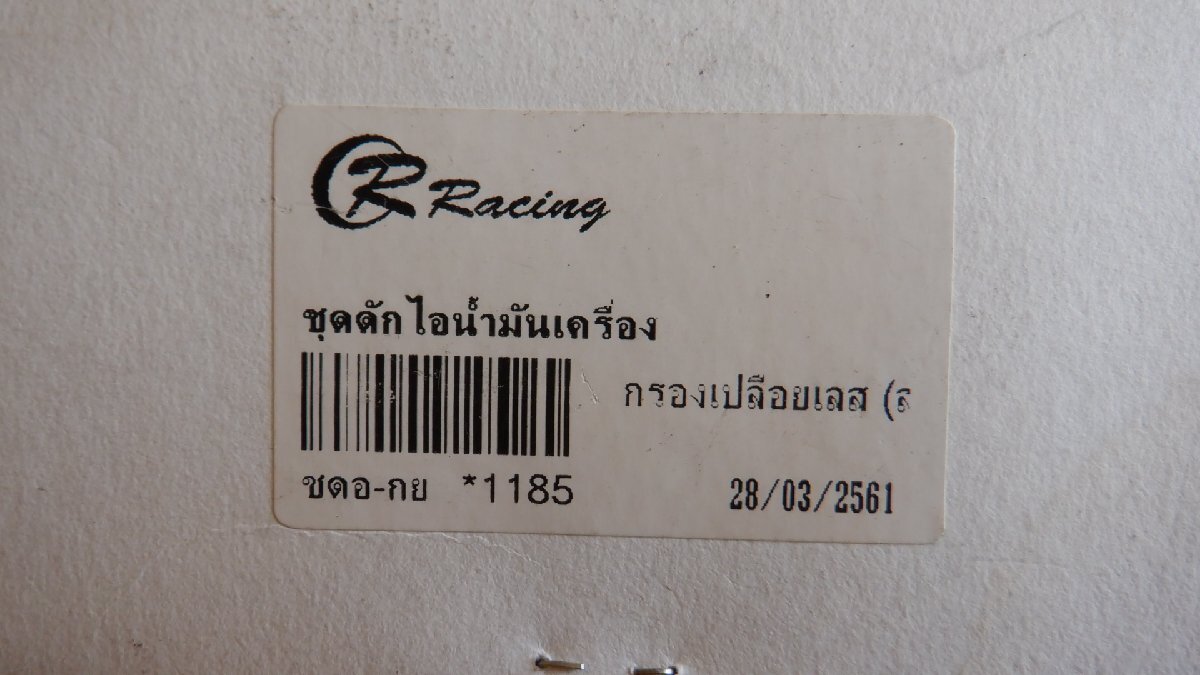 R Racing
ชุดดักไอน้ำมันเครื่อง
กรองเปลือยเลส (ส
ชดอ-กย *1185
28/03/2561